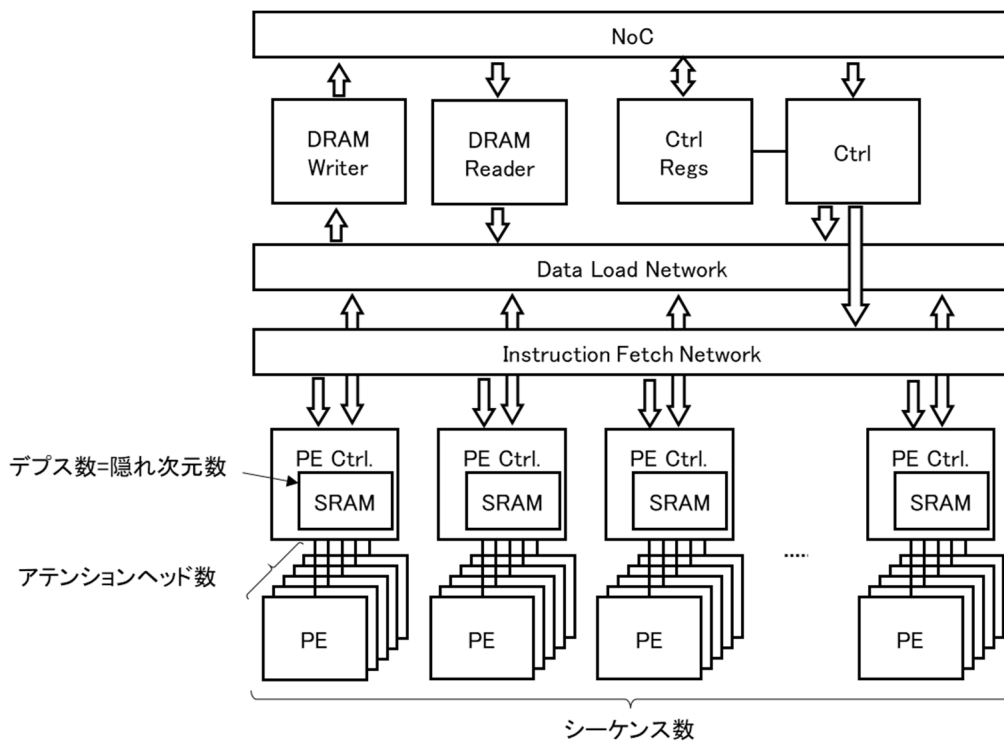 NoC
DRAM
Writer
DRAM
Reader
Ctrl
Regs
Ctrl
Data Load Network
Instruction Fetch Network
デプス数=隠れ次元数
PE Ctrl.
SRAM
PE Ctrl.
SRAM
PE Ctrl.
SRAM
PE Ctrl.
SRAM
.....
アテンションヘッド数
PE
PE
PE
PE
シーケンス数